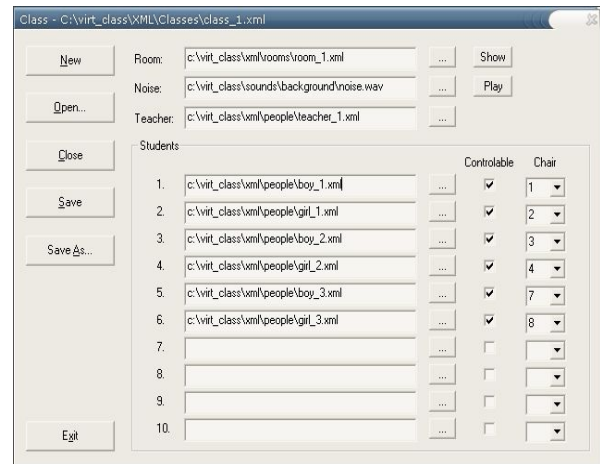 Class - C:\virt_class\XML\Classes\class_1.xml
New
Room: c:\virt_class\xml\rooms\room_1.xml ... Show
Noise: c:\virt_class\sounds\background\noise.wav ... Play
Open...
Teacher: c:\virt_class\xml\people\teacher_1.xml ...
Close
Students
Controlable Chair
1. c:\virt_class\xml\people\boy_1.xml ... 1
Save
2. c:\virt_class\xml\people\girl_1.xml ... 2
Save As...
3. c:\virt_class\xml\people\boy_2.xml ... 3
4. c:\virt_class\xml\people\girl_2.xml ... 4
5. c:\virt_class\xml\people\boy_3.xml ... 7
6. c:\virt_class\xml\people\girl_3.xml ... 8
7. ...
8. ...
9. ...
10. ...
Exit